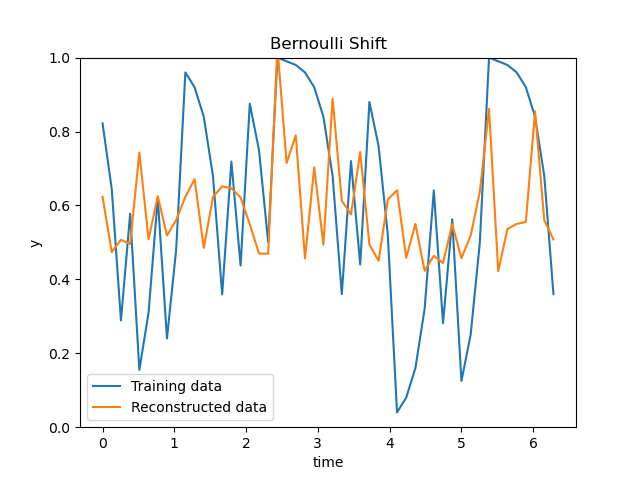 Bernoulli Shift
1.0
0.8
0.6
0.4
0.2
0.0
y
Training data
Reconstructed data
0 1 2 3 4 5 6
time